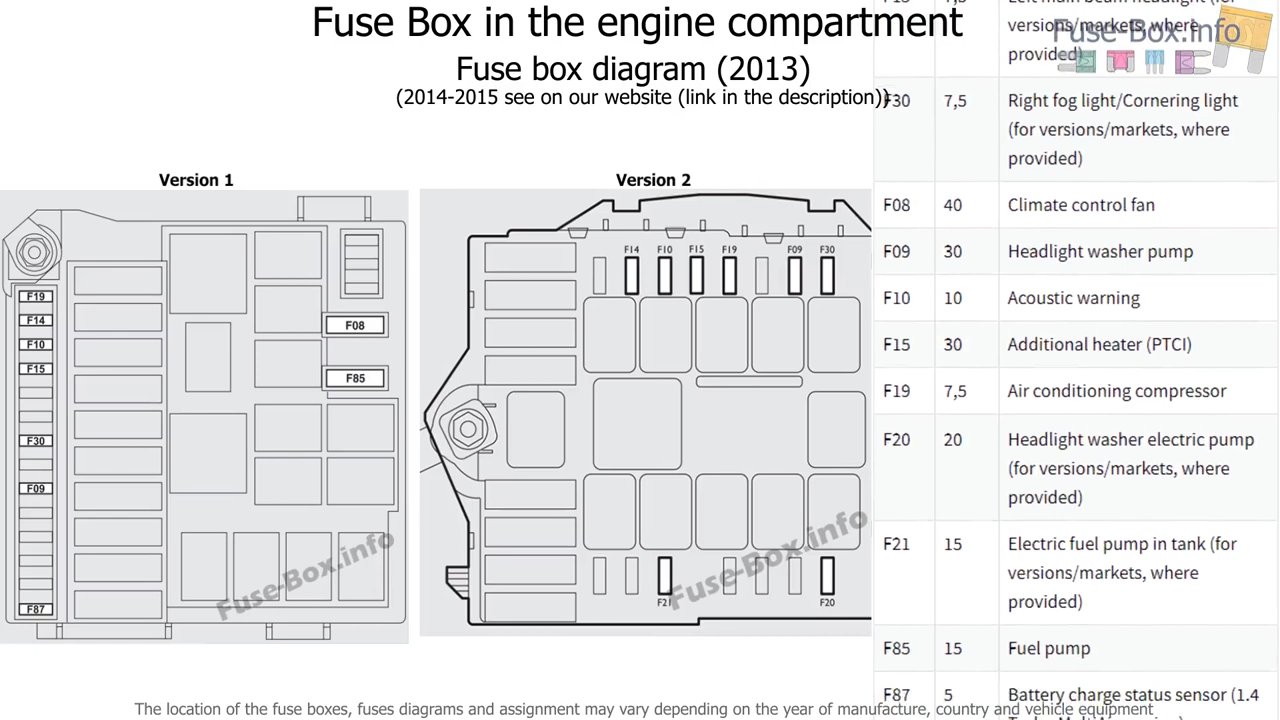 Fuse Box in the engine compartment
Fuse box diagram (2013)
(2014-2015 see on our website (link in the description))
Version 1
F19
F14
F10
F15
F30
F09
F87
F08
F85
Fuse-Box.info
Version 2
F14 F10 F15 F19 F09 F30
F21 F20
Fuse-Box.info
Fuse-Box.info
versions/markets, where
provided)
F30 7,5 Right fog light/Cornering light
(for versions/markets, where
provided)
F08 40 Climate control fan
F09 30 Headlight washer pump
F10 10 Acoustic warning
F15 30 Additional heater (PTCI)
F19 7,5 Air conditioning compressor
F20 20 Headlight washer electric pump
(for versions/markets, where
provided)
F21 15 Electric fuel pump in tank (for
versions/markets, where
provided)
F85 15 Fuel pump
F87 5 Battery charge status sensor (1.4
The location of the fuse boxes, fuses diagrams and assignment may vary depending on the year of manufacture, country and vehicle equipment